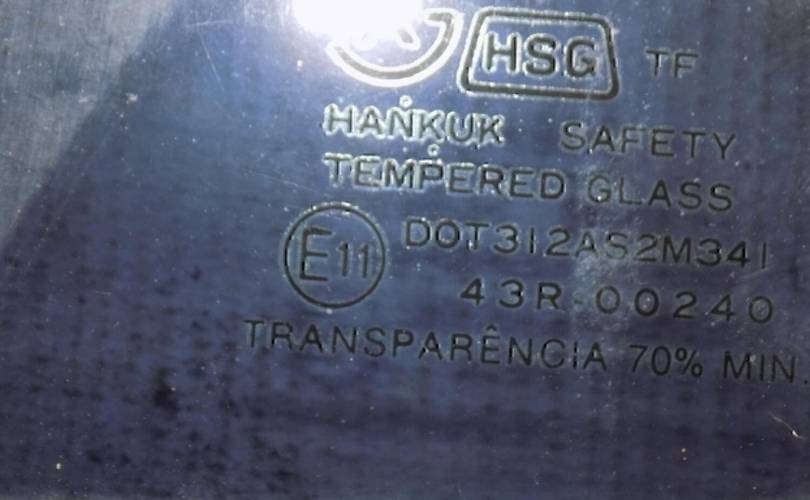 HSG TF
HANKUK SAFETY
TEMPERED GLASS
E11 DOT312AS2M341
43R-00240
TRANSPARÊNCIA 70% MIN.